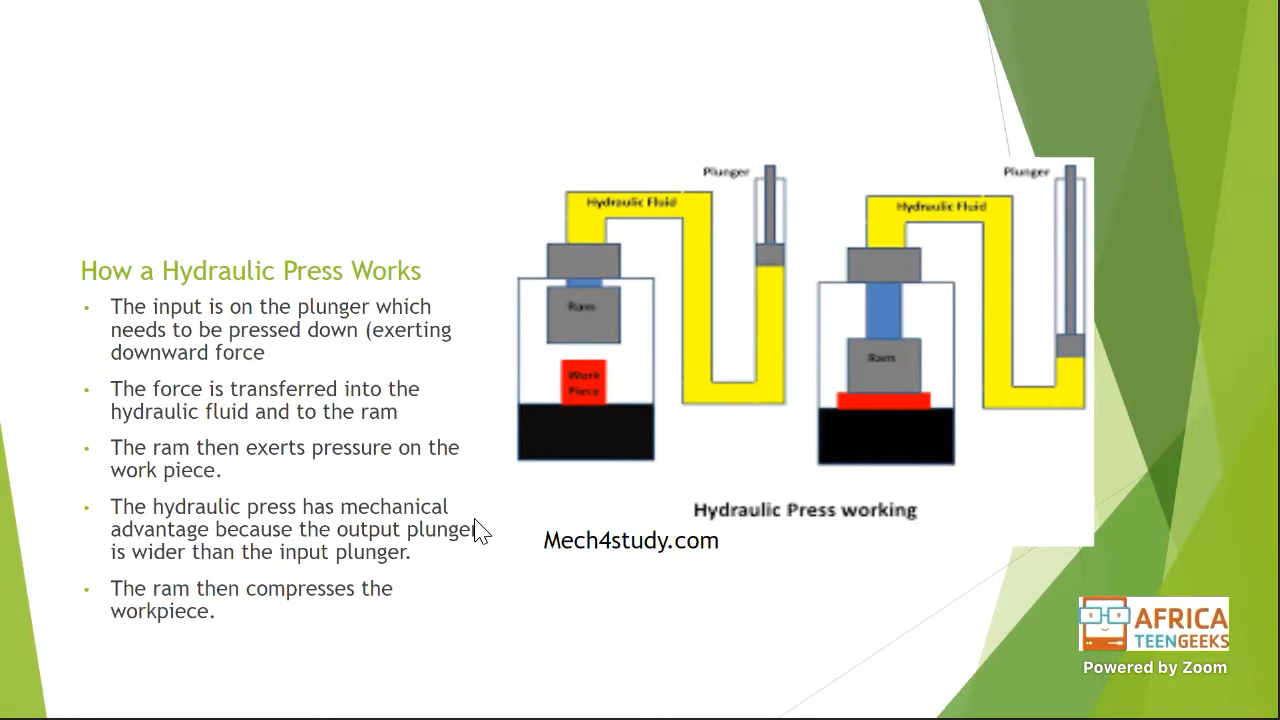 How a Hydraulic Press Works
• The input is on the plunger which
needs to be pressed down (exerting
downward force
• The force is transferred into the
hydraulic fluid and to the ram
• The ram then exerts pressure on the
work piece.
• The hydraulic press has mechanical
advantage because the output plunger
is wider than the input plunger.
• The ram then compresses the
workpiece.
Plunger
Hydraulic Fluid
Ram
Work
Piece
Plunger
Hydraulic Fluid
Ram
Hydraulic Press working
Mech4study.com
AFRICA
TEENGEEKS
Powered by Zoom